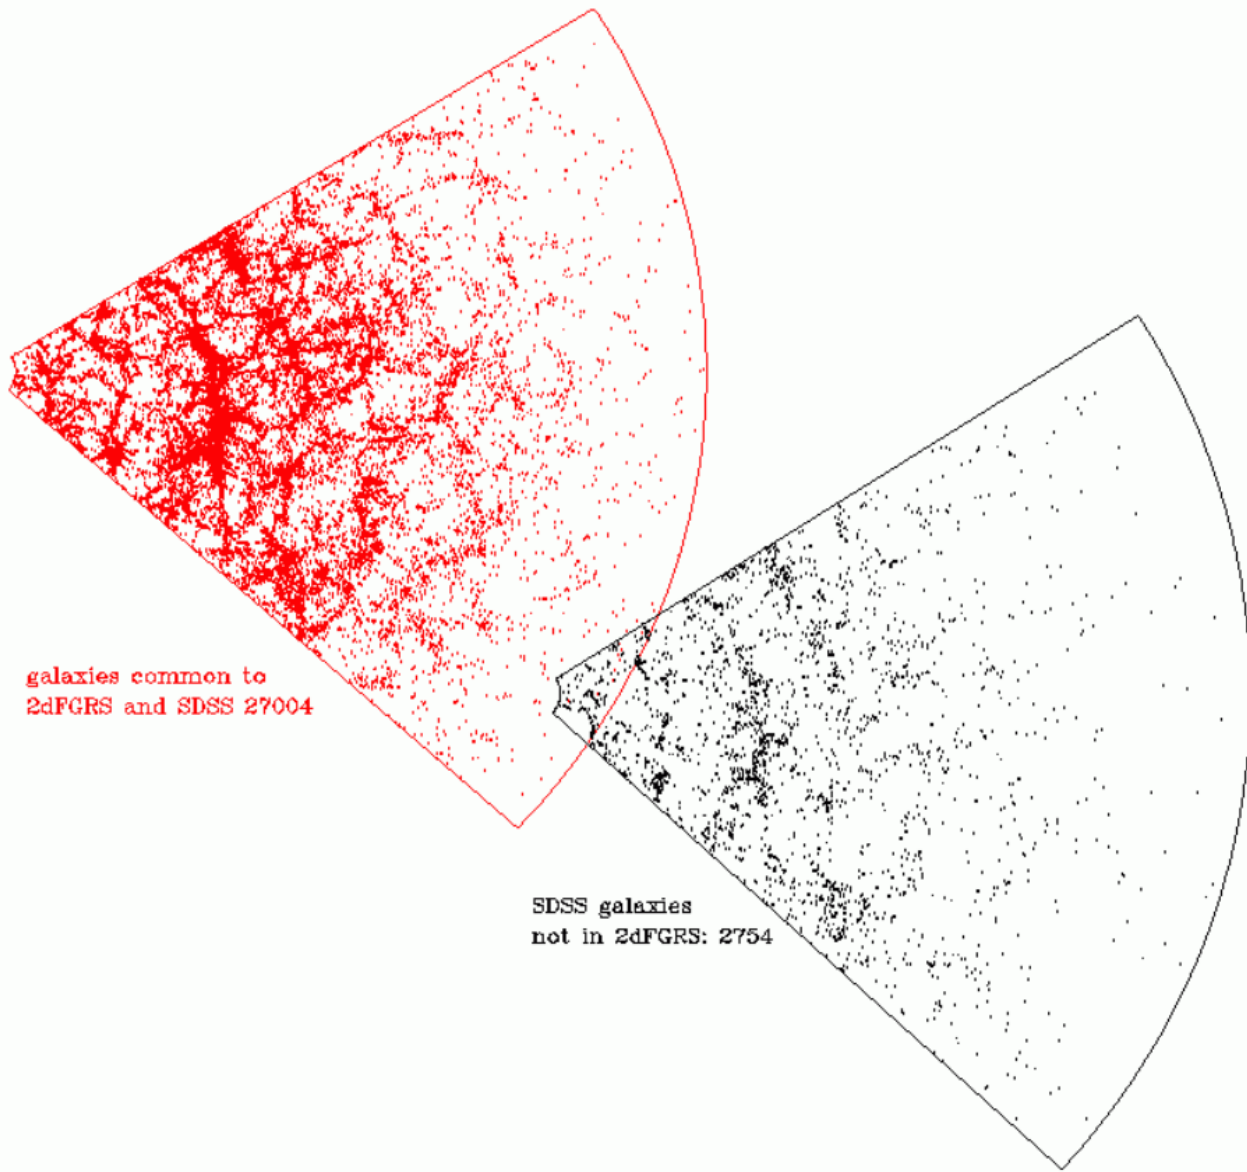 galaxies common to
2dFGRS and SDSS 27004
SDSS galaxies
not in 2dFGRS: 2754